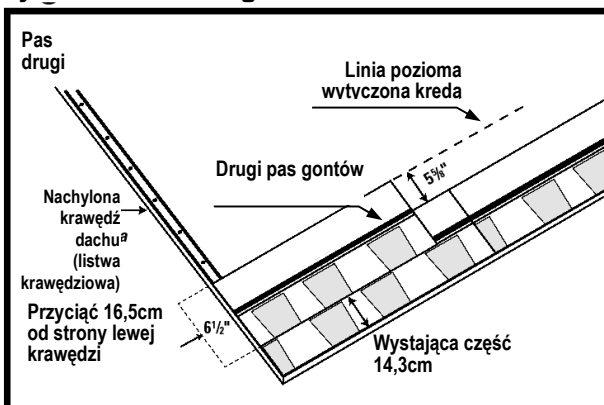 Pas
drugi
Linia pozioma
wytyczona kredą
Drugi pas gontów
5⅝"
Nachylona
krawędź
dachuª
(listwa
krawędziowa)
Przyciąć 16,5cm
od strony lewej
krawędzi
6½"
Wystająca część
14,3cm